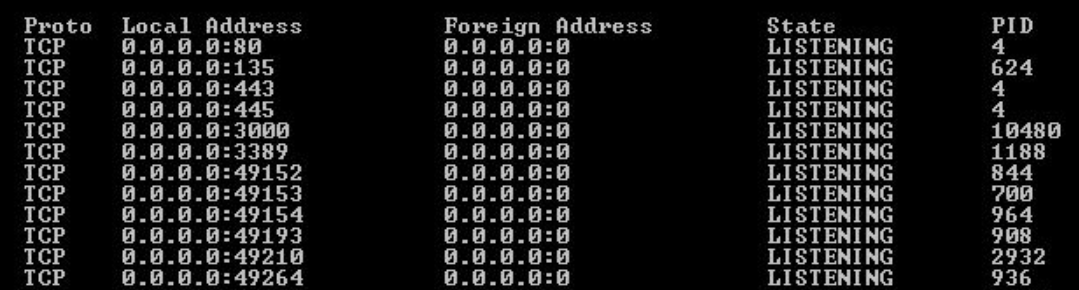 Proto Local Address Foreign Address State PID
TCP 0.0.0.0:80 0.0.0.0:0 LISTENING 4
TCP 0.0.0.0:135 0.0.0.0:0 LISTENING 624
TCP 0.0.0.0:443 0.0.0.0:0 LISTENING 4
TCP 0.0.0.0:445 0.0.0.0:0 LISTENING 4
TCP 0.0.0.0:3000 0.0.0.0:0 LISTENING 10480
TCP 0.0.0.0:3389 0.0.0.0:0 LISTENING 1188
TCP 0.0.0.0:49152 0.0.0.0:0 LISTENING 844
TCP 0.0.0.0:49153 0.0.0.0:0 LISTENING 700
TCP 0.0.0.0:49154 0.0.0.0:0 LISTENING 964
TCP 0.0.0.0:49193 0.0.0.0:0 LISTENING 908
TCP 0.0.0.0:49210 0.0.0.0:0 LISTENING 2932
TCP 0.0.0.0:49264 0.0.0.0:0 LISTENING 936